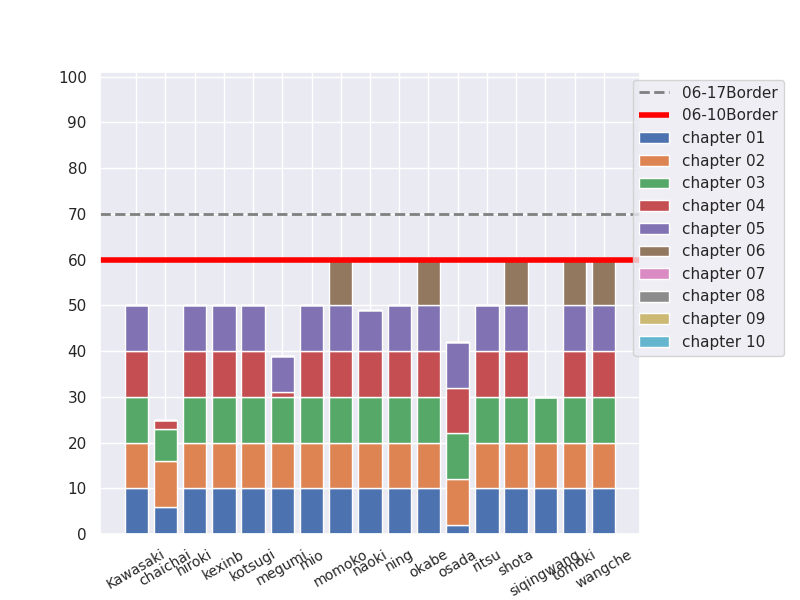 100
90
80
70
60
50
40
30
20
10
0
06-17Border
06-10Border
chapter 01
chapter 02
chapter 03
chapter 04
chapter 05
chapter 06
chapter 07
chapter 08
chapter 09
chapter 10
Kawasaki
chaichai
hiroki
kexinb
kotsugi
megumi
mio
momoko
naoki
ning
okabe
osada
ritsu
shota
siqingwang
tomoki
wangche